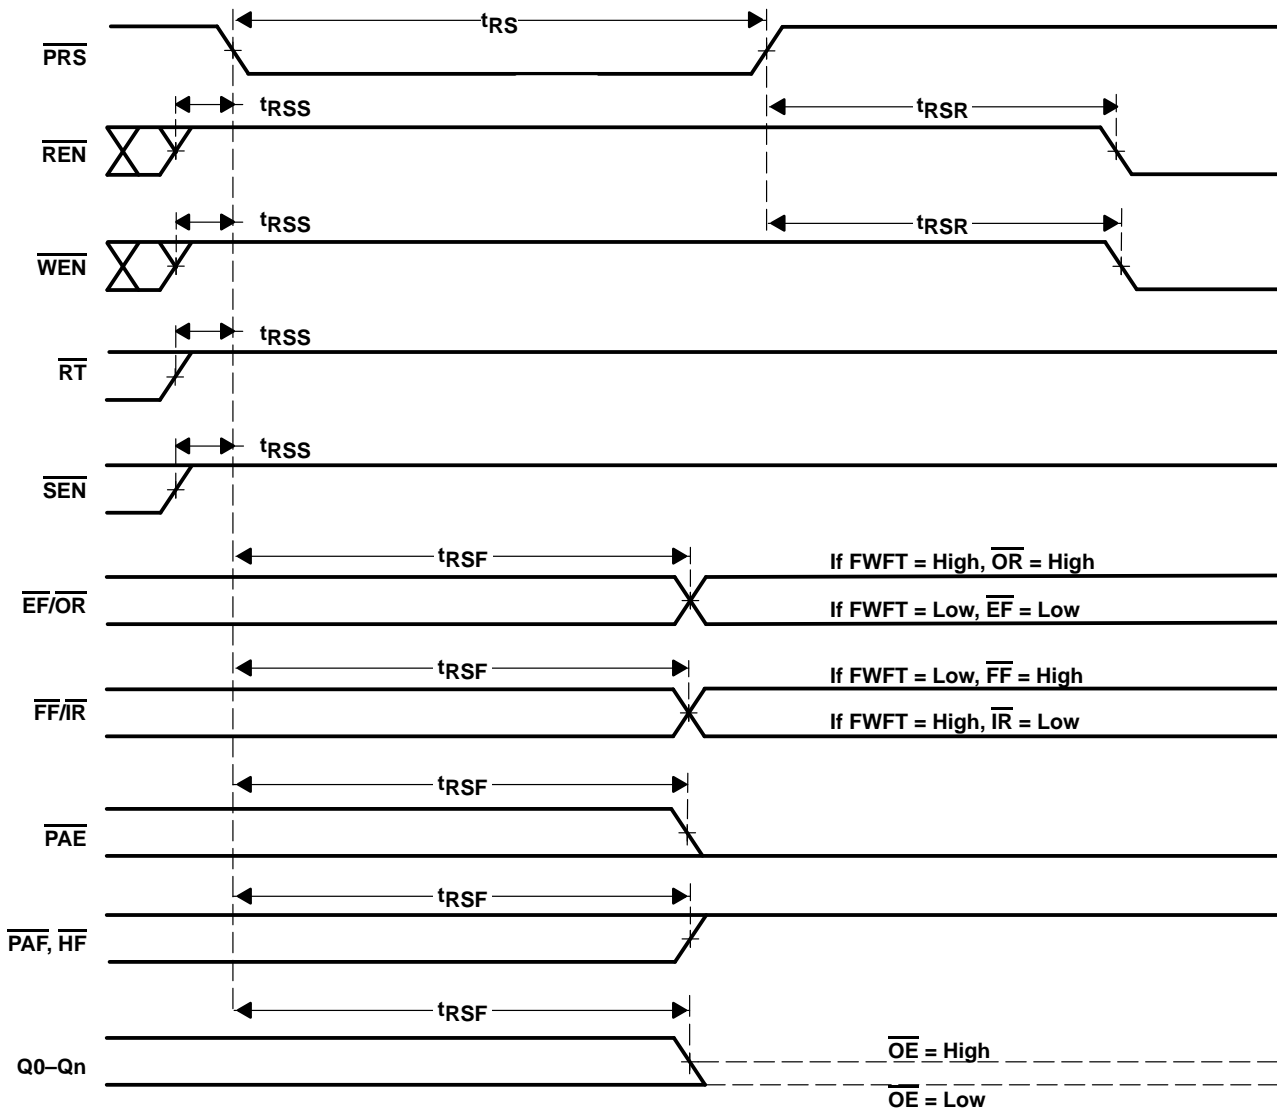 tRS
PRS
tRSS
tRSR
REN
tRSS
tRSR
WEN
tRSS
RT
tRSS
SEN
tRSF
If FWFT = High, OR = High
EF/OR
If FWFT = Low, EF = Low
tRSF
If FWFT = Low, FF = High
FF/IR
If FWFT = High, IR = Low
tRSF
PAE
tRSF
PAF, HF
tRSF
OE = High
Q0–Qn
OE = Low